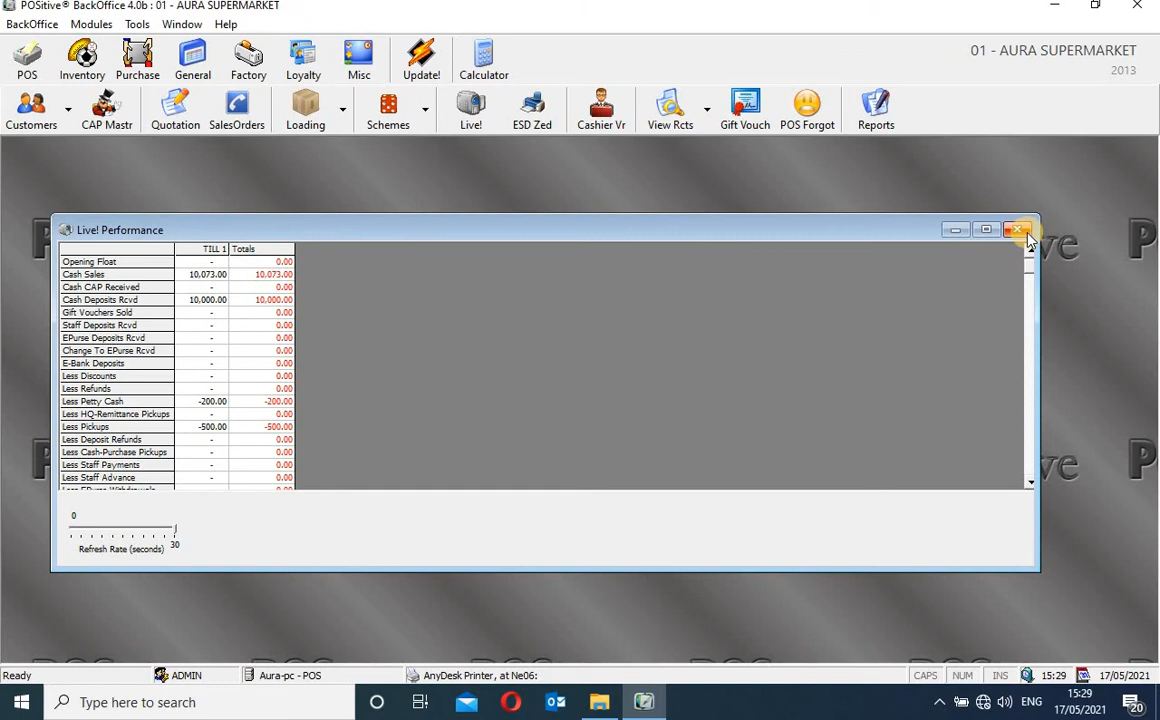 POSitive® BackOffice 4.0b : 01 - AURA SUPERMARKET
BackOffice Modules Tools Window Help
POS Inventory Purchase General Factory Loyalty Misc Update! Calculator
01 - AURA SUPERMARKET
2013
Customers CAP Mastr Quotation SalesOrders Loading Schemes Live! ESD Zed Cashier Vr View Rcts Gift Vouch POS Forgot Reports
Live! Performance
TILL 1 Totals
Opening Float - 0.00
Cash Sales 10,073.00 10,073.00
Cash CAP Received - 0.00
Cash Deposits Rcvd 10,000.00 10,000.00
Gift Vouchers Sold - 0.00
Staff Deposits Rcvd - 0.00
EPurse Deposits Rcvd - 0.00
Change To EPurse Rcvd - 0.00
E-Bank Deposits - 0.00
Less Discounts - 0.00
Less Refunds - 0.00
Less Petty Cash -200.00 -200.00
Less HQ-Remittance Pickups - 0.00
Less Pickups -500.00 -500.00
Less Deposit Refunds - 0.00
Less Cash-Purchase Pickups - 0.00
Less Staff Payments - 0.00
Less Staff Advance - 0.00
Less EPurse Withdrawals - 0.00
0
30
Refresh Rate (seconds)
Ready ADMIN Aura-pc - POS AnyDesk Printer, at Ne06: CAPS NUM INS 15:29 17/05/2021
Type here to search
ENG 15:29
17/05/2021
20